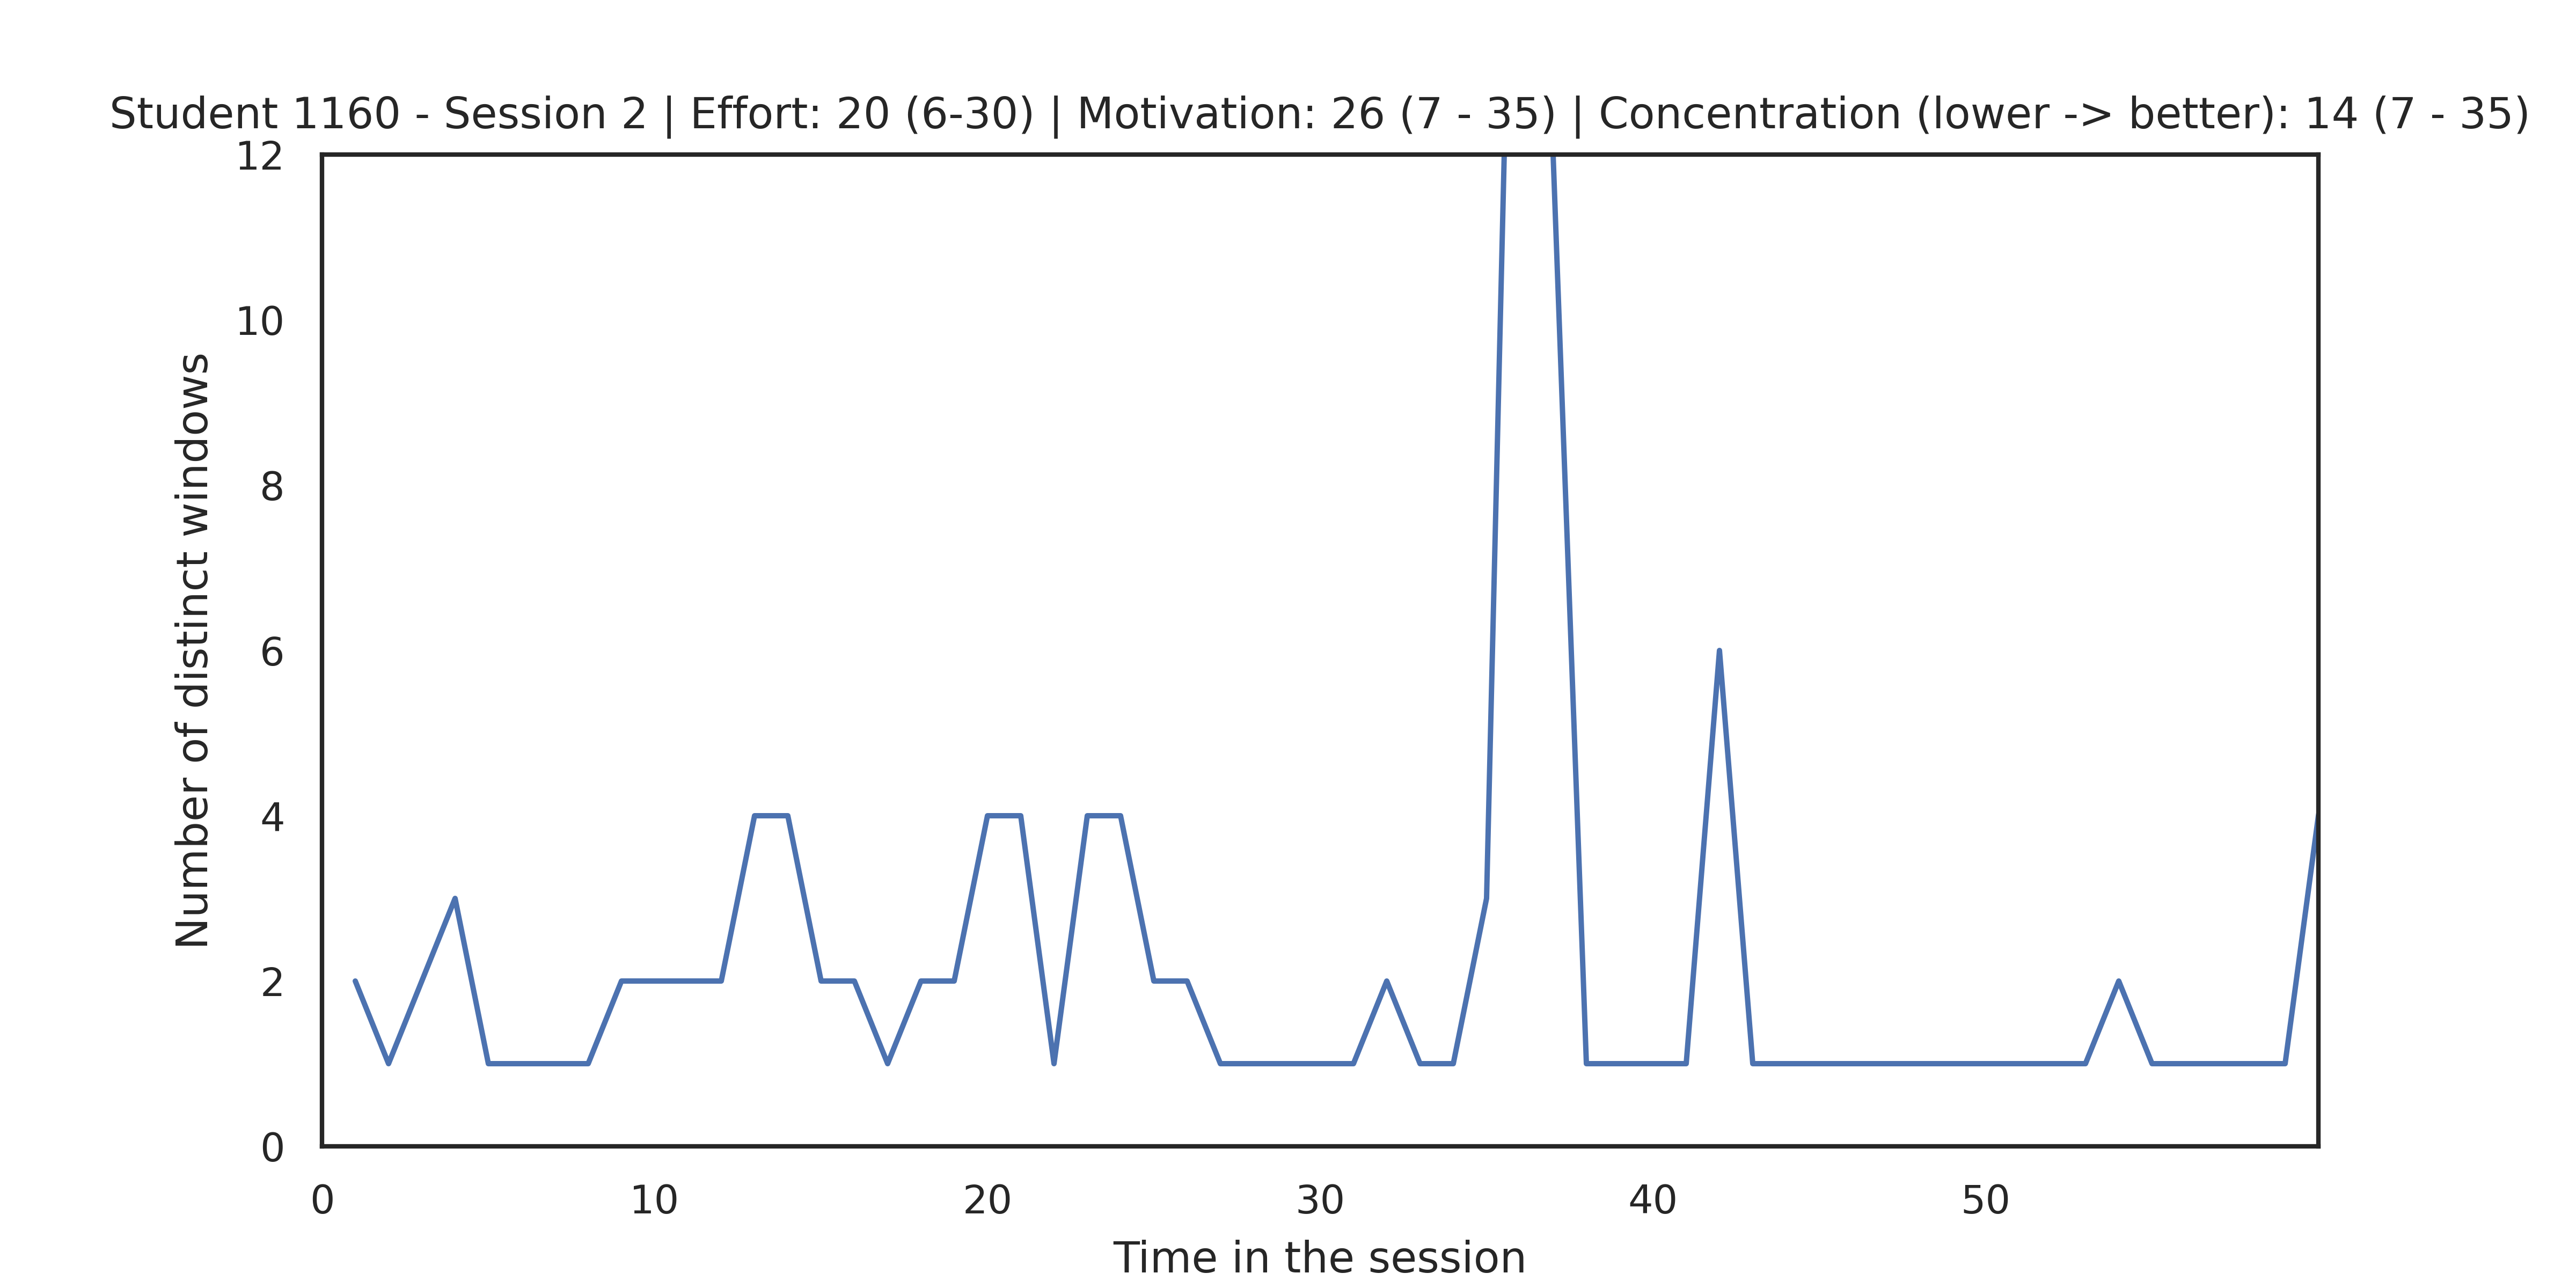 Student 1160 - Session 2 | Effort: 20 (6-30) | Motivation: 26 (7 - 35) | Concentration (lower -> better): 14 (7 - 35)
12
10
8
6
4
2
0
Number of distinct windows
0 10 20 30 40 50
Time in the session